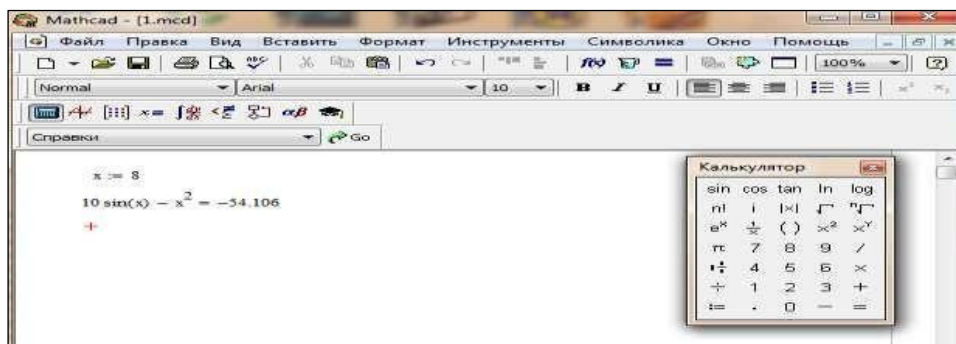 Mathcad - [1.mcd]
Файл Правка Вид Вставить Формат Инструменты Символика Окно Помощь
100%
Normal Arial 10 B I U
αβ
Справки Go
x := 8
10 sin(x) − x² = −54.106
Калькулятор
sin cos tan ln log
n! i |×| √ ⁿ√
eˣ 1/x ( ) ×² ×ʸ
π 7 8 9 /
÷ 4 5 6 ×
÷ 1 2 3 +
:= . 0 — =